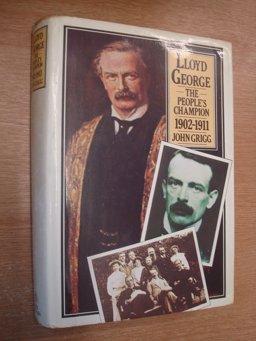 LLOYD
GEORGE
THE
PEOPLE'S
CHAMPION
1902-1911
JOHN GRIGG